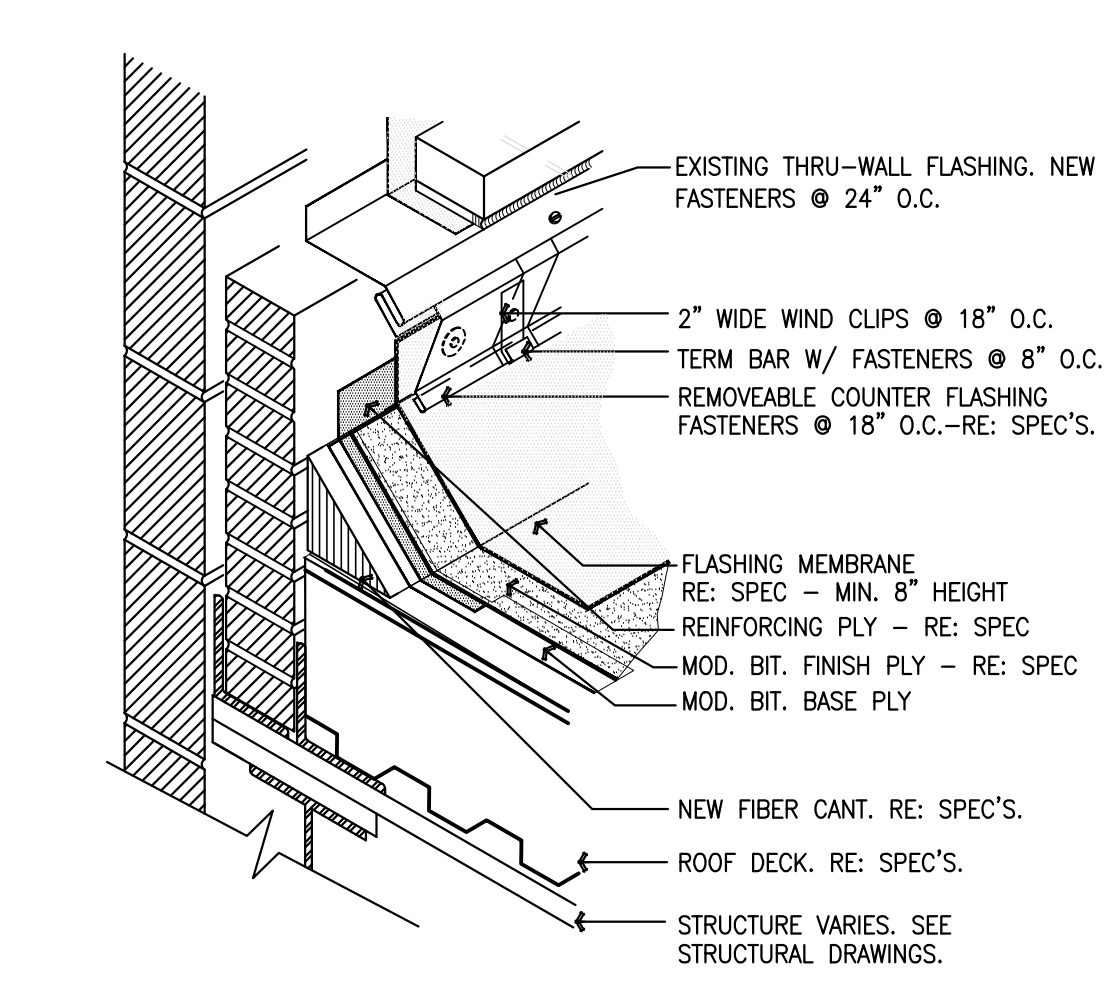 EXISTING THRU-WALL FLASHING. NEW
FASTENERS @ 24" O.C.
2" WIDE WIND CLIPS @ 18" O.C.
TERM BAR W/ FASTENERS @ 8" O.C.
REMOVEABLE COUNTER FLASHING
FASTENERS @ 18" O.C.-RE: SPEC'S.
FLASHING MEMBRANE
RE: SPEC - MIN. 8" HEIGHT
REINFORCING PLY - RE: SPEC
MOD. BIT. FINISH PLY - RE: SPEC
MOD. BIT. BASE PLY
NEW FIBER CANT. RE: SPEC'S.
ROOF DECK. RE: SPEC'S.
STRUCTURE VARIES. SEE
STRUCTURAL DRAWINGS.